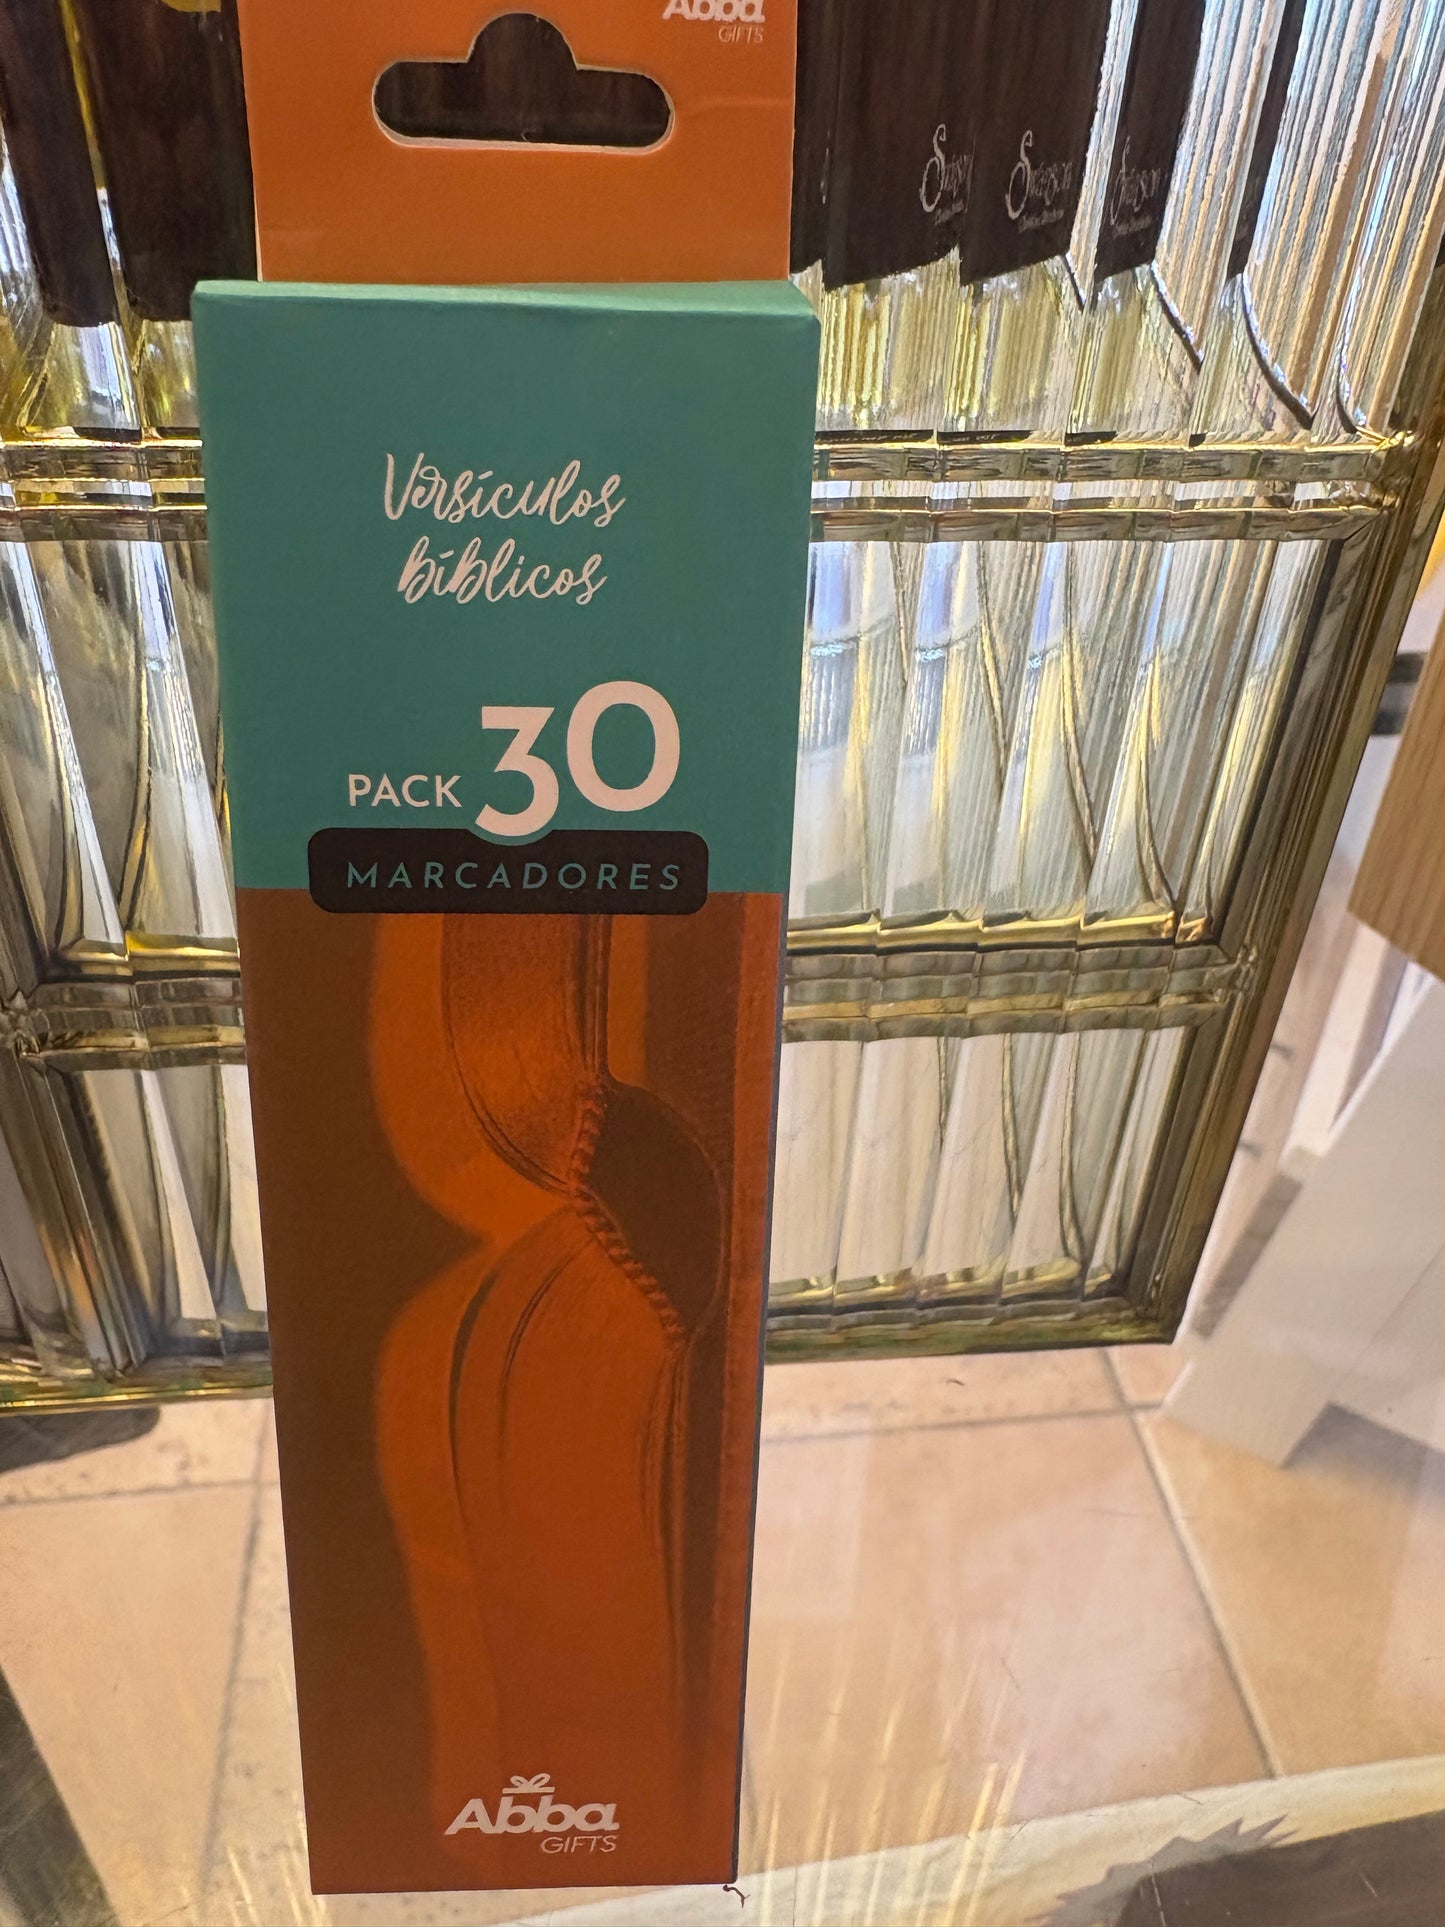 Abba
GIFTS
Versículos
bíblicos
PACK 30
MARCADORES
Abba
GIFTS